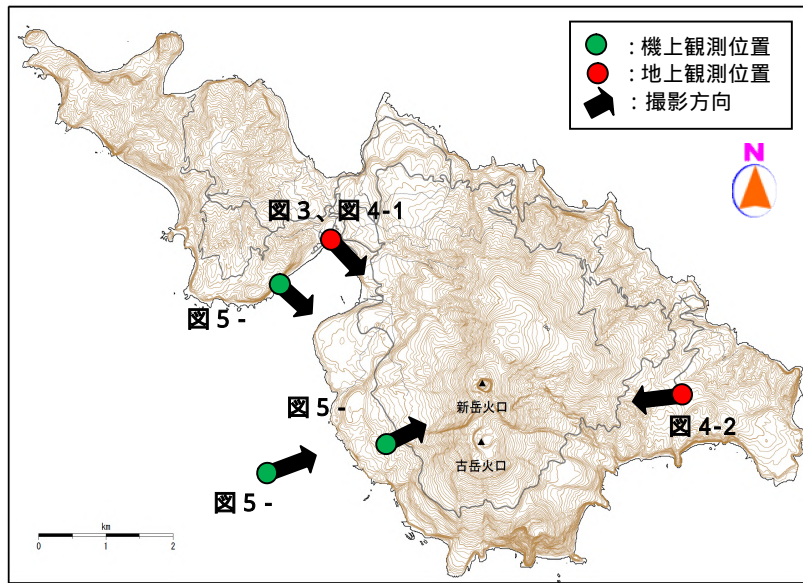 ：機上観測位置
：地上観測位置
：撮影方向
N
図３、図４-１
図５-
新岳火口
図５-
図４-２
古岳火口
図５-
km
0 1 2